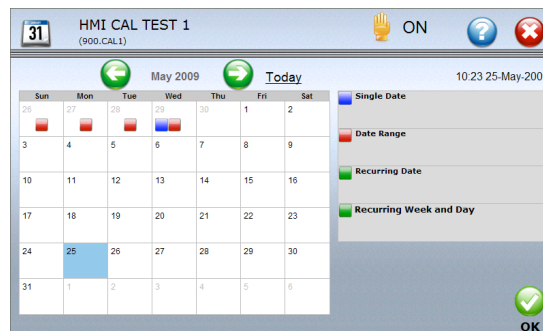 31 HMI CAL TEST 1 ON ?
(900.CAL1)
May 2009 Today 10:23 25-May-200
Sun Mon Tue Wed Thu Fri Sat
26 27 28 29 30 1 2
3 4 5 6 7 8 9
10 11 12 13 14 15 16
17 18 19 20 21 22 23
24 25 26 27 28 29 30
31 1 2 3 4 5 6
Single Date
Date Range
Recurring Date
Recurring Week and Day
OK